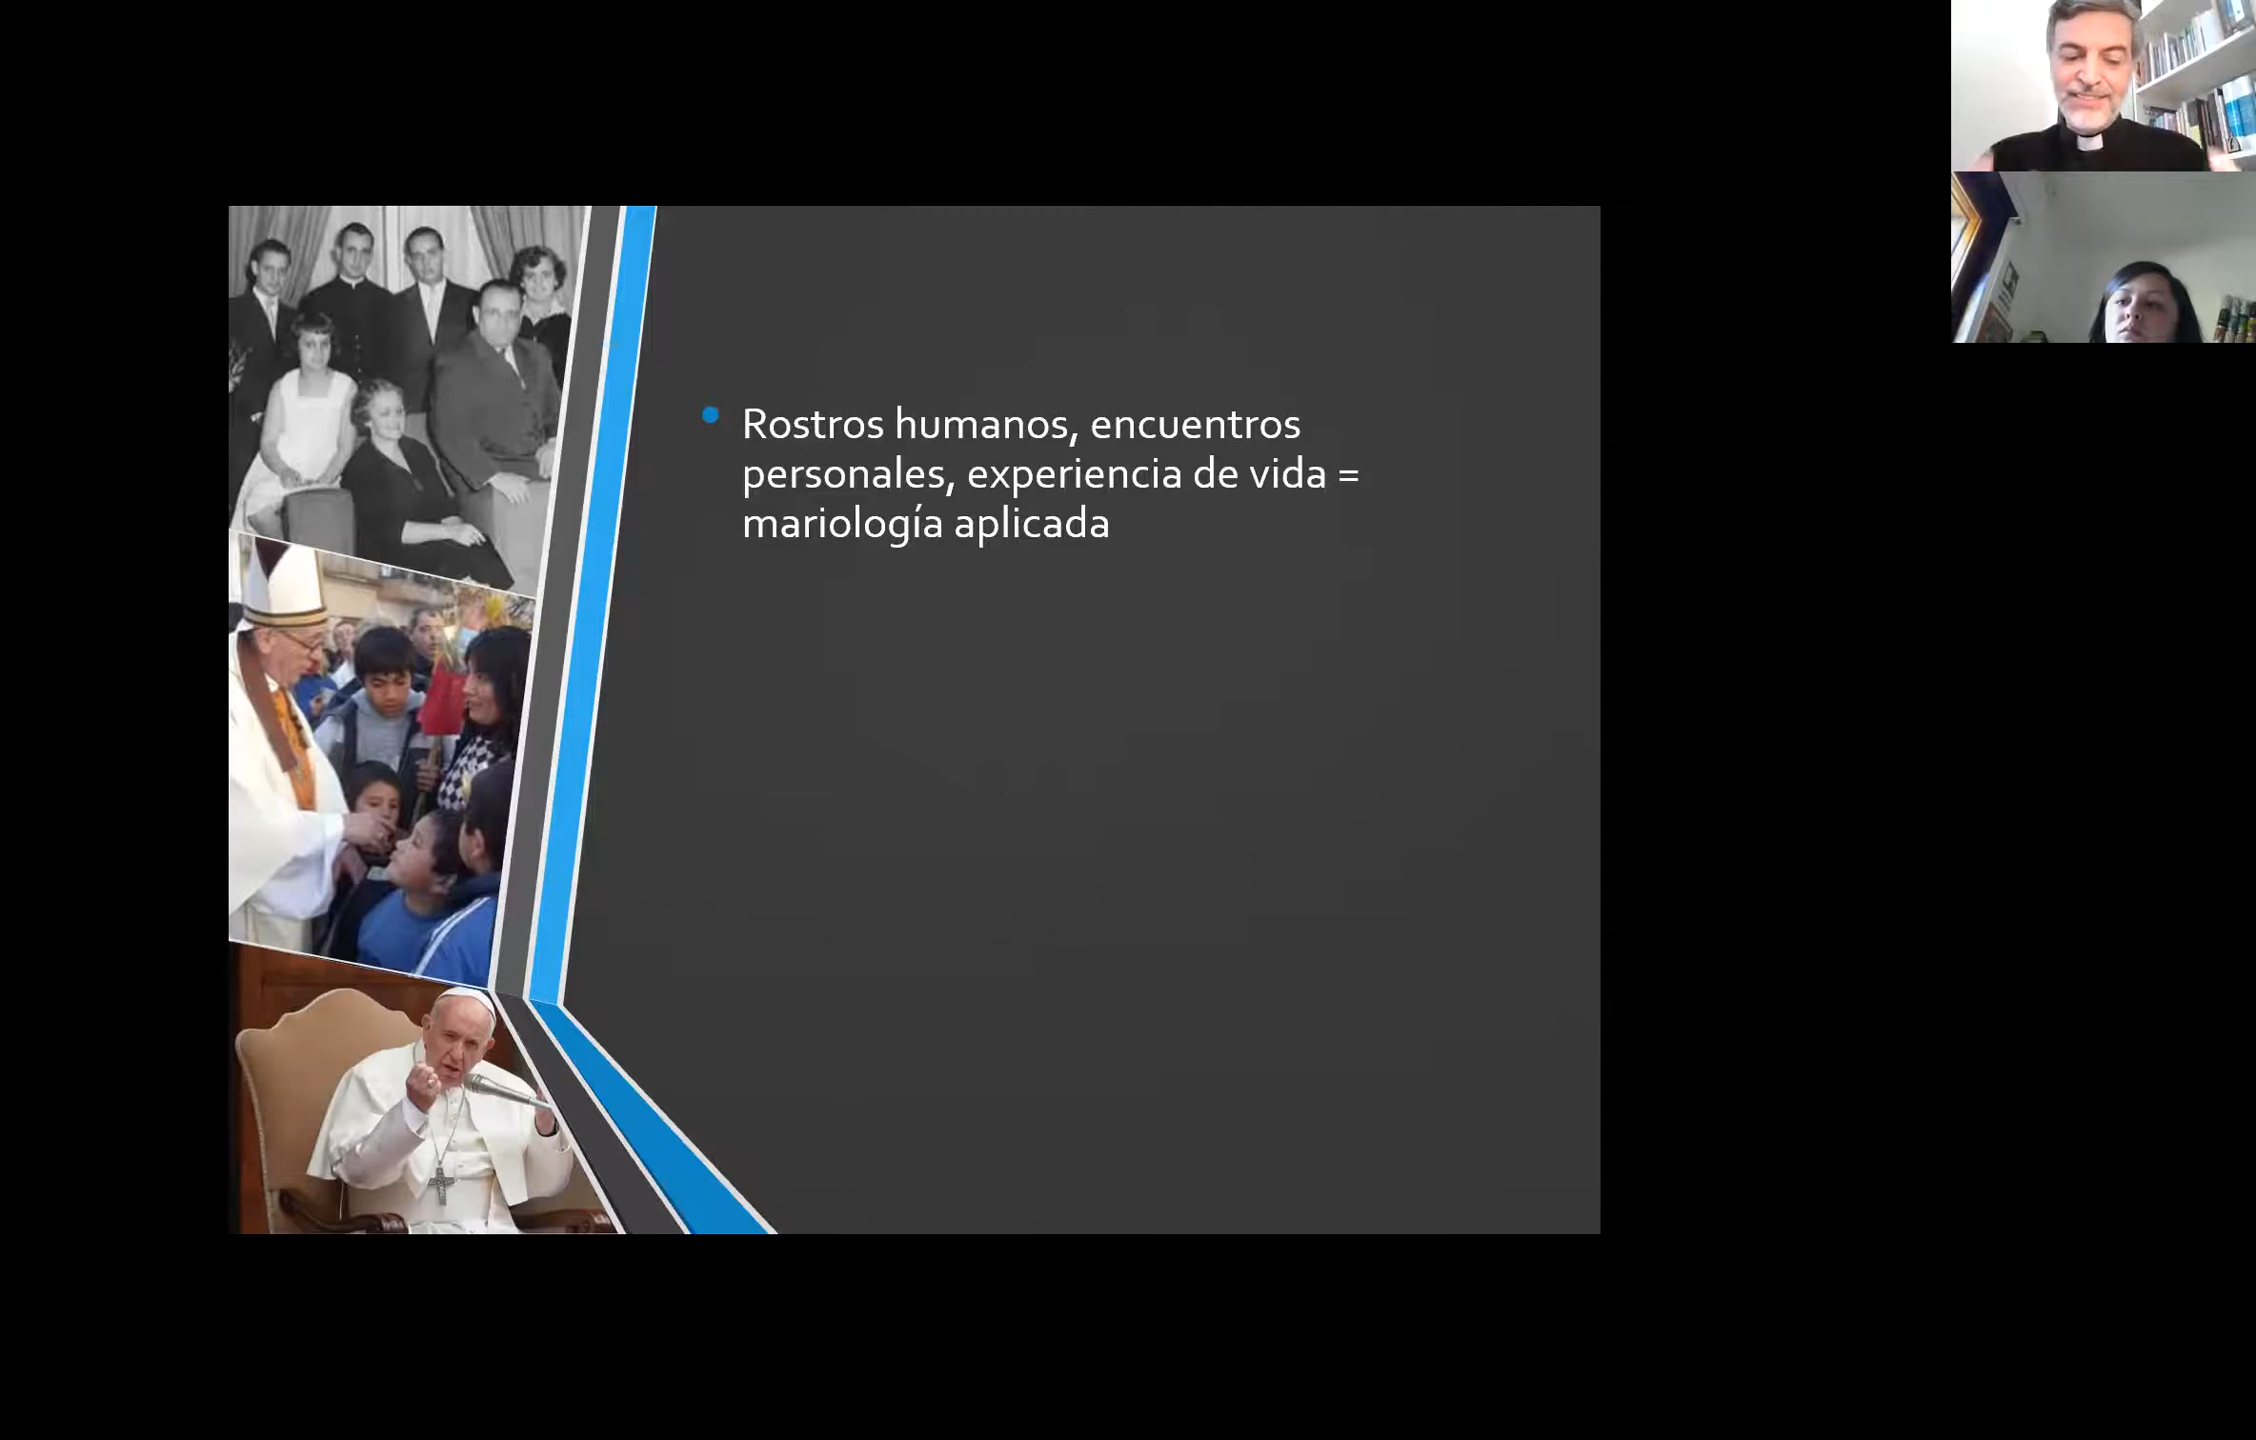 Rostros humanos, encuentros
personales, experiencia de vida =
mariología aplicada